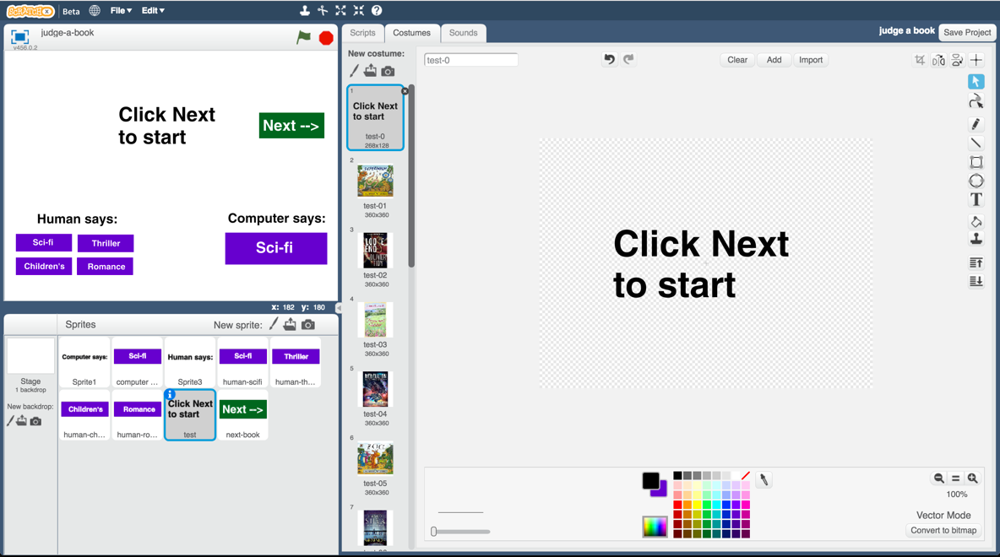 SCRATCHX
Beta
File▾
Edit▾
judge-a-book
v456.0.2
Click Next
to start
Next -->
Human says:
Sci-fi
Thriller
Children's
Romance
Computer says:
Sci-fi
x: 182 y: 180
Sprites
New sprite:
Stage
1 backdrop
New backdrop:
Computer says:
Sprite1
Sci-fi
computer ...
Human says:
Sprite3
Sci-fi
human-scifi
Thriller
human-th...
Children's
human-ch...
Romance
human-ro...
Click Next
to start
test
Next -->
next-book
Scripts
Costumes
Sounds
judge a book
Save Project
New costume:
1
Click Next
to start
test-0
268x128
2
test-01
360x360
3
test-02
360x360
4
test-03
360x360
5
test-04
360x360
6
ZOG
test-05
360x360
7
SILVA
test-0
Clear
Add
Import
T
Click Next
to start
100%
Vector Mode
Convert to bitmap